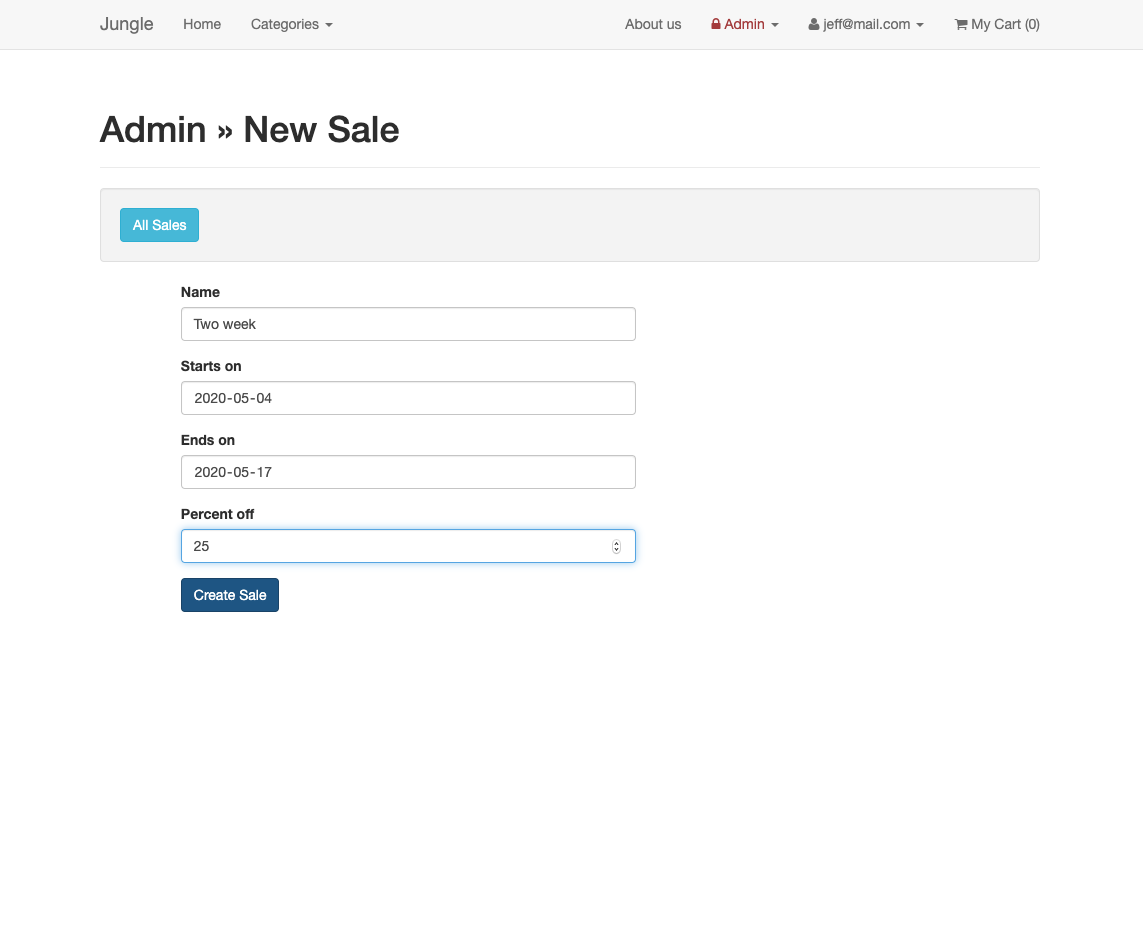 Jungle Home Categories About us Admin jeff@mail.com My Cart (0)
Admin » New Sale
All Sales
Name
Two week
Starts on
2020-05-04
Ends on
2020-05-17
Percent off
25
Create Sale